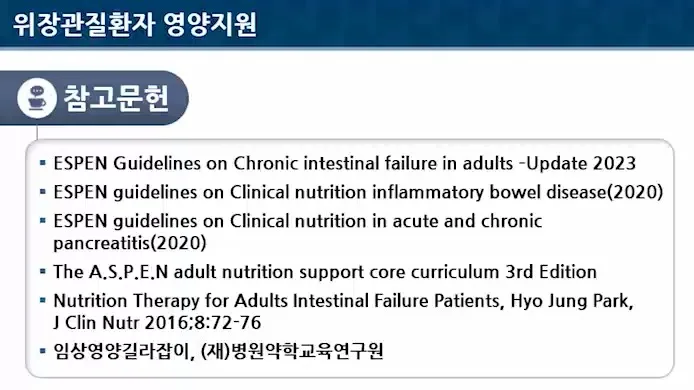 위장관질환자 영양지원
참고문헌
▪ ESPEN Guidelines on Chronic intestinal failure in adults –Update 2023
▪ ESPEN guidelines on Clinical nutrition inflammatory bowel disease(2020)
▪ ESPEN guidelines on Clinical nutrition in acute and chronic
pancreatitis(2020)
▪ The A.S.P.E.N adult nutrition support core curriculum 3rd Edition
▪ Nutrition Therapy for Adults Intestinal Failure Patients, Hyo Jung Park,
J Clin Nutr 2016;8:72-76
▪ 임상영양길라잡이, (재)병원약학교육연구원